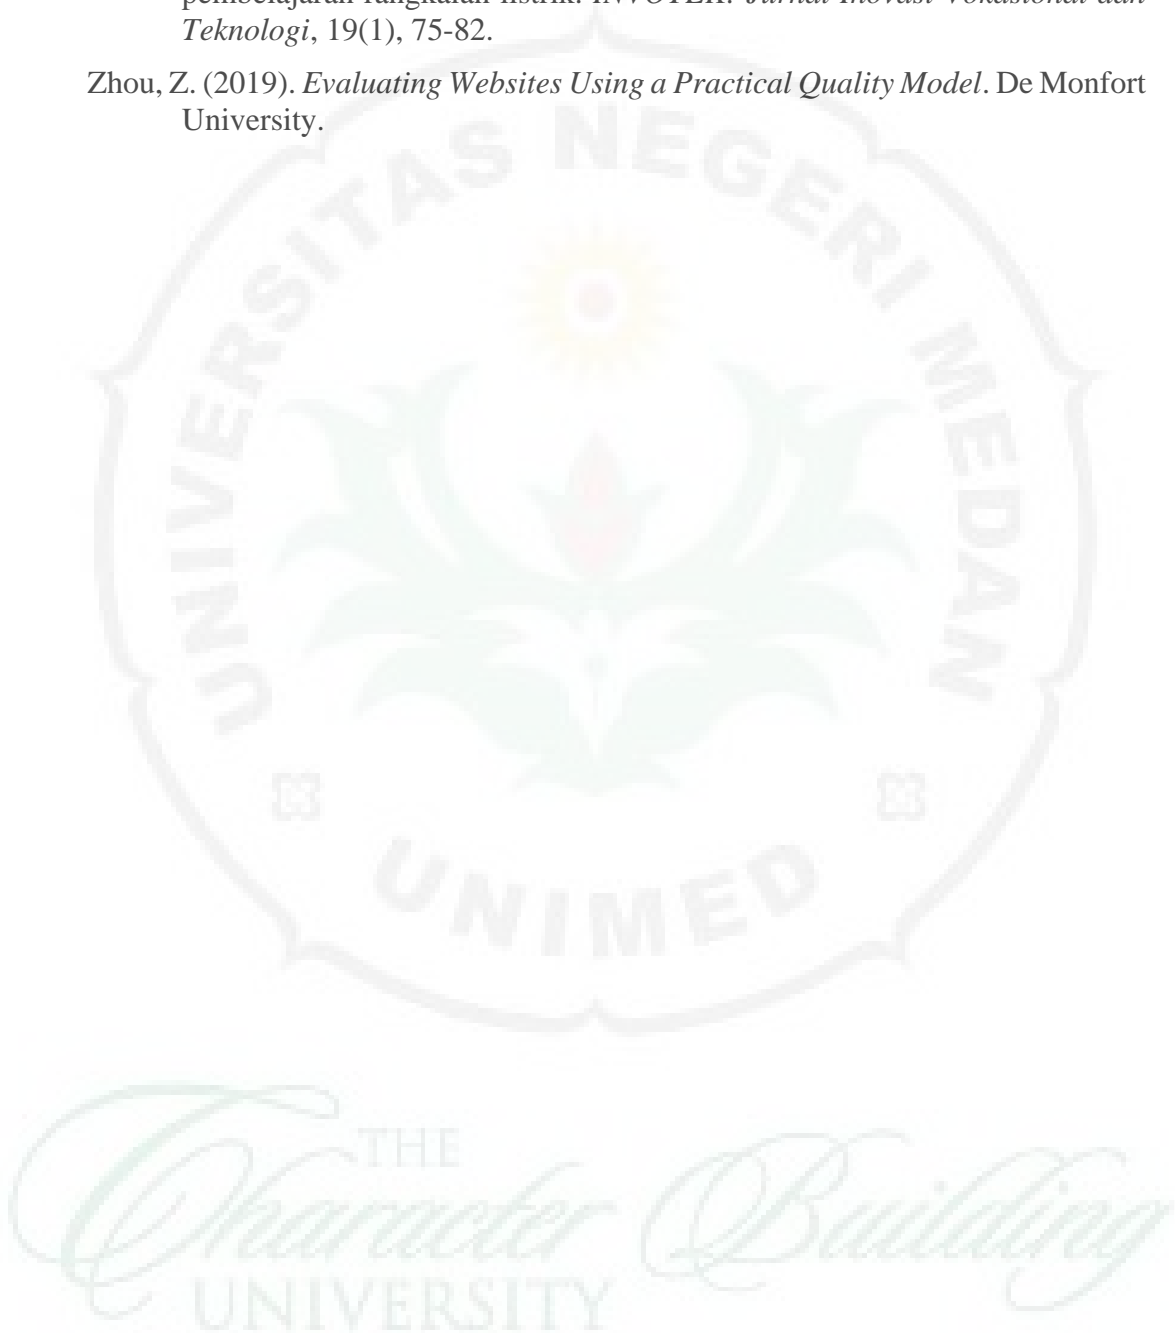 pembelajaran rangkaian listrik. INVOTEK: Jurnal Inovasi Vokasional dan
Teknologi, 19(1), 75-82.
Zhou, Z. (2019). Evaluating Websites Using a Practical Quality Model. De Monfort
University.
UNIVERSITAS NEGERI MEDAN
UNIMED
THE
Character Building
UNIVERSITY